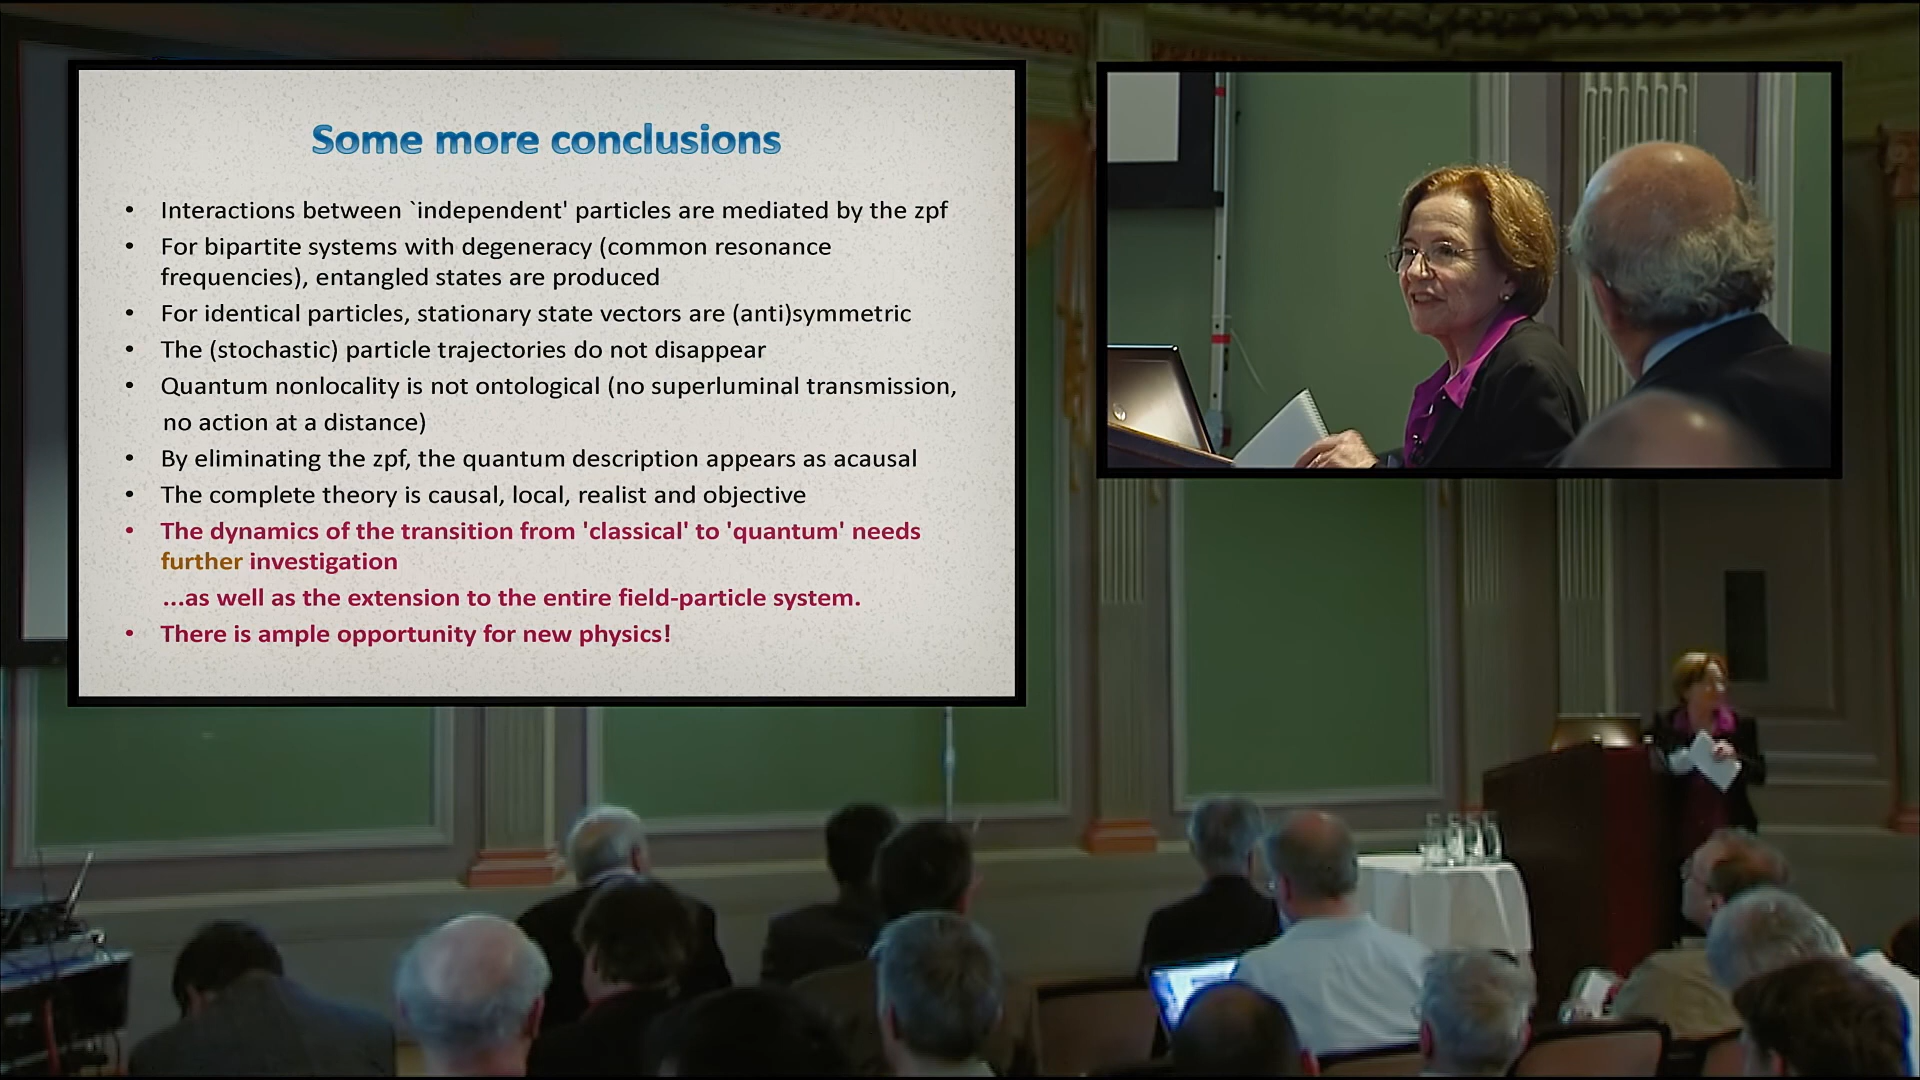 Some more conclusions
• Interactions between `independent' particles are mediated by the zpf
• For bipartite systems with degeneracy (common resonance
frequencies), entangled states are produced
• For identical particles, stationary state vectors are (anti)symmetric
• The (stochastic) particle trajectories do not disappear
• Quantum nonlocality is not ontological (no superluminal transmission,
no action at a distance)
• By eliminating the zpf, the quantum description appears as acausal
• The complete theory is causal, local, realist and objective
• The dynamics of the transition from 'classical' to 'quantum' needs
further investigation
...as well as the extension to the entire field-particle system.
• There is ample opportunity for new physics!